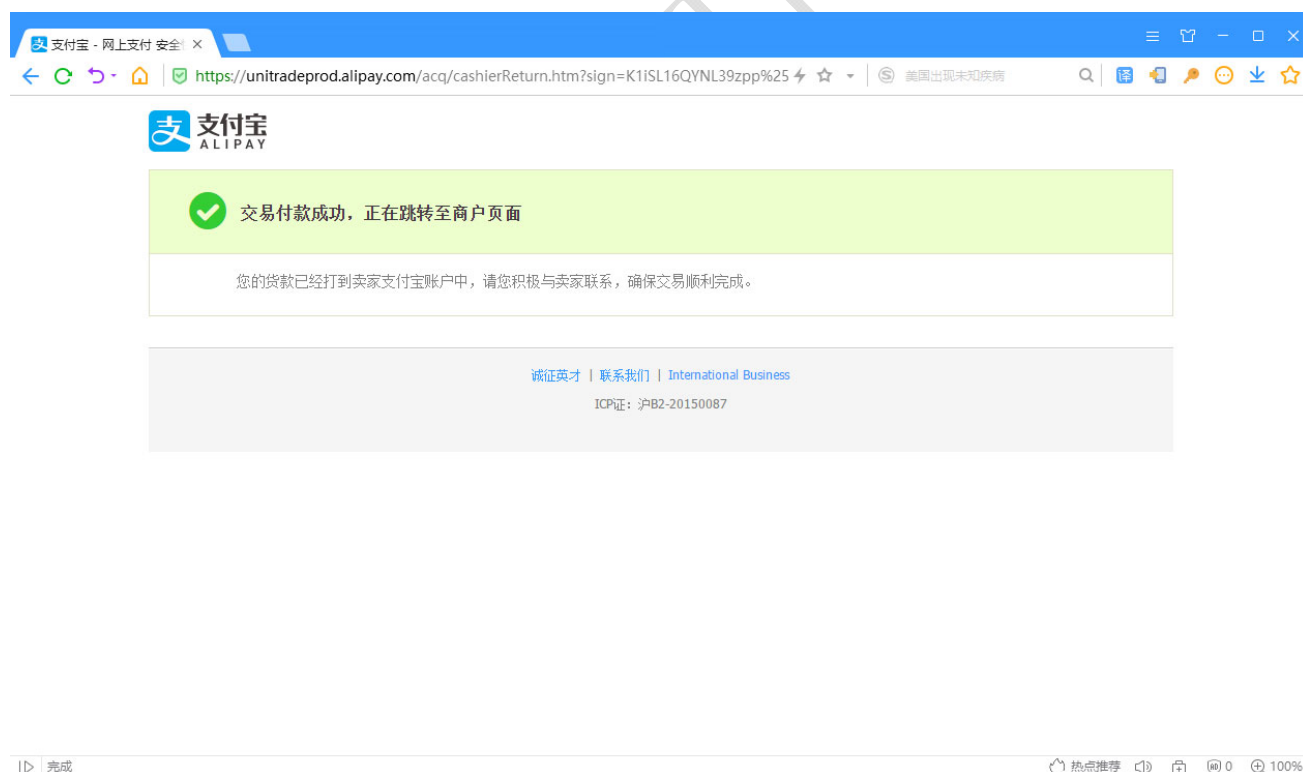 支付宝 - 网上支付 安全
https://unitradeprod.alipay.com/acq/cashierReturn.htm?sign=K1iSL16QYNL39zpp%25
美国出现未知疾病
译
支付宝
ALIPAY
交易付款成功，正在跳转至商户页面
您的货款已经打到卖家支付宝账户中，请您积极与卖家联系，确保交易顺利完成。
诚征英才 | 联系我们 | International Business
ICP证：沪B2-20150087
完成
热点推荐
0
100%